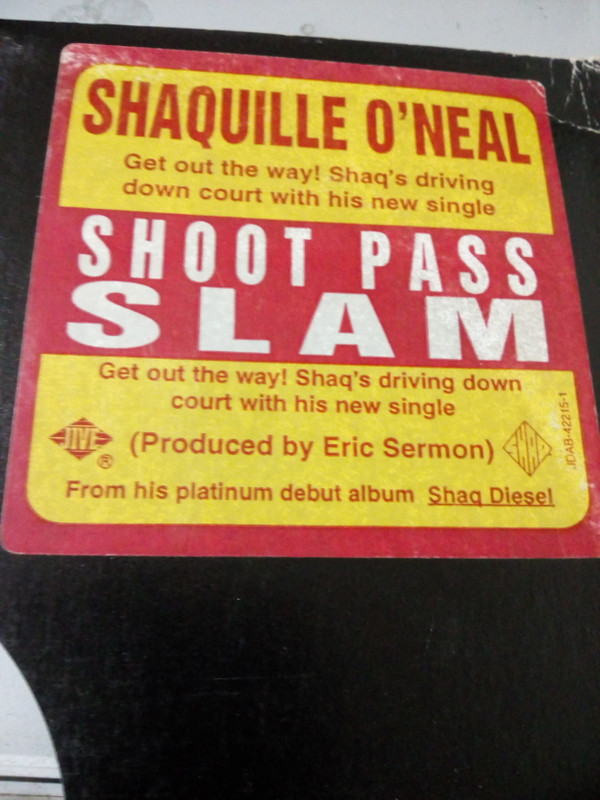 SHAQUILLE O'NEAL
Get out the way! Shaq's driving
down court with his new single
SHOOT PASS
SLAM
Get out the way! Shaq's driving down
court with his new single
JIVE
®
(Produced by Eric Sermon)
From his platinum debut album Shaq Diesel
JDAB-42215-1